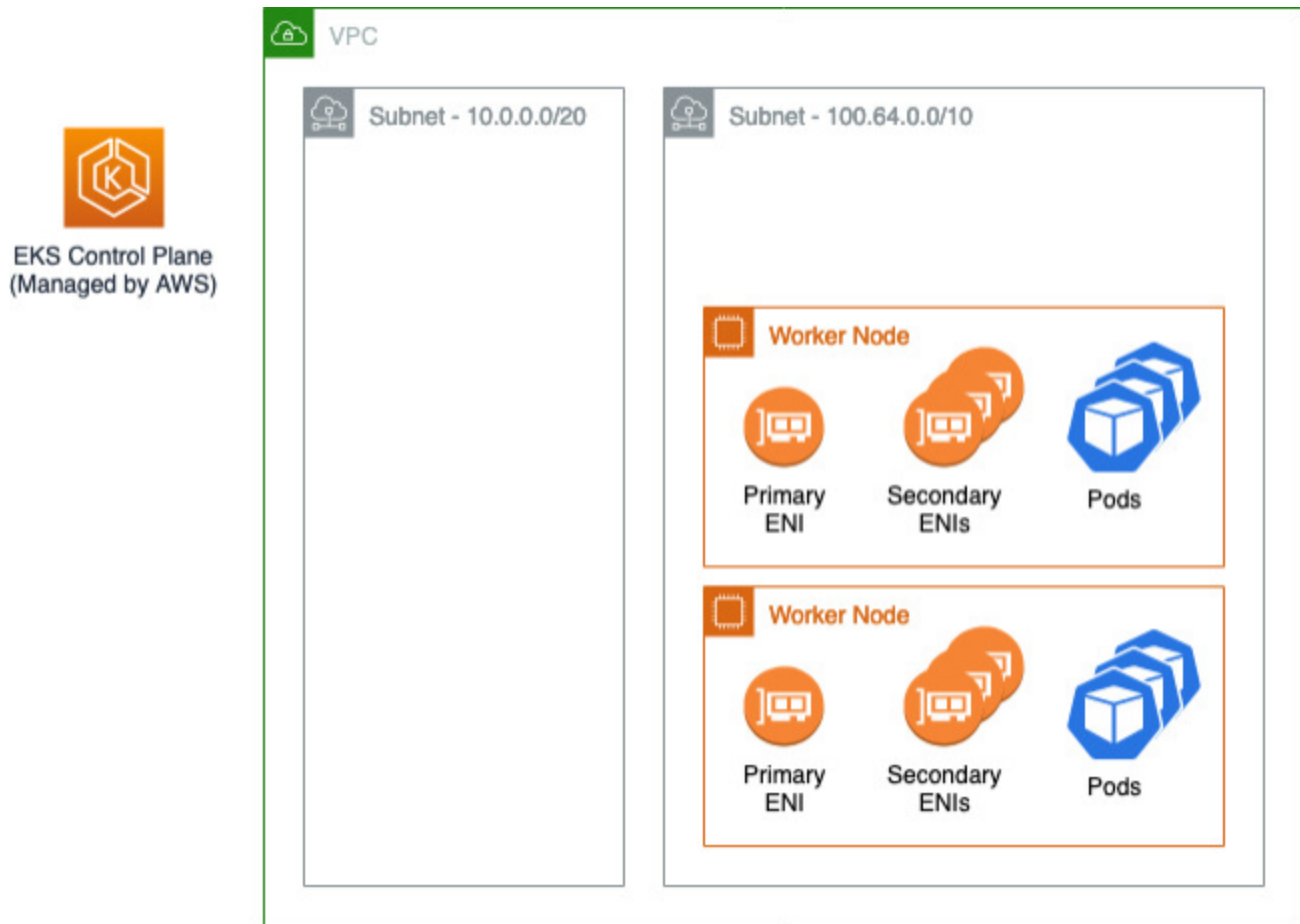 VPC
Subnet - 10.0.0.0/20
Subnet - 100.64.0.0/10
K
EKS Control Plane
(Managed by AWS)
Worker Node
Primary
ENI
Secondary
ENIs
Pods
Worker Node
Primary
ENI
Secondary
ENIs
Pods